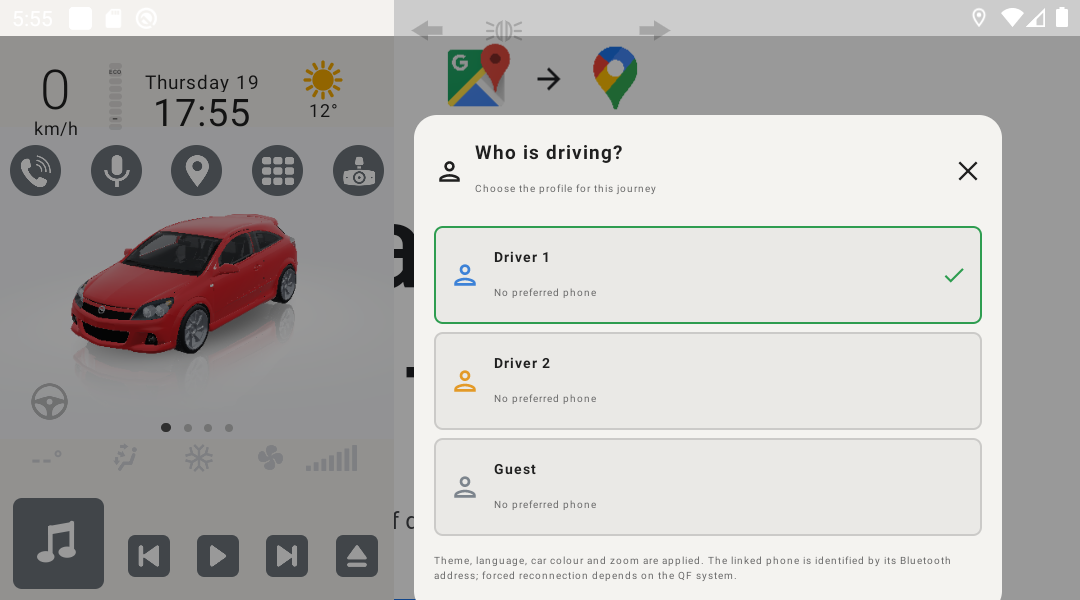 5:55
0
km/h
ECO
Thursday 19
17:55
12°
G
Who is driving?
Choose the profile for this journey
Driver 1
No preferred phone
Driver 2
No preferred phone
Guest
No preferred phone
--°
Theme, language, car colour and zoom are applied. The linked phone is identified by its Bluetooth
address; forced reconnection depends on the QF system.